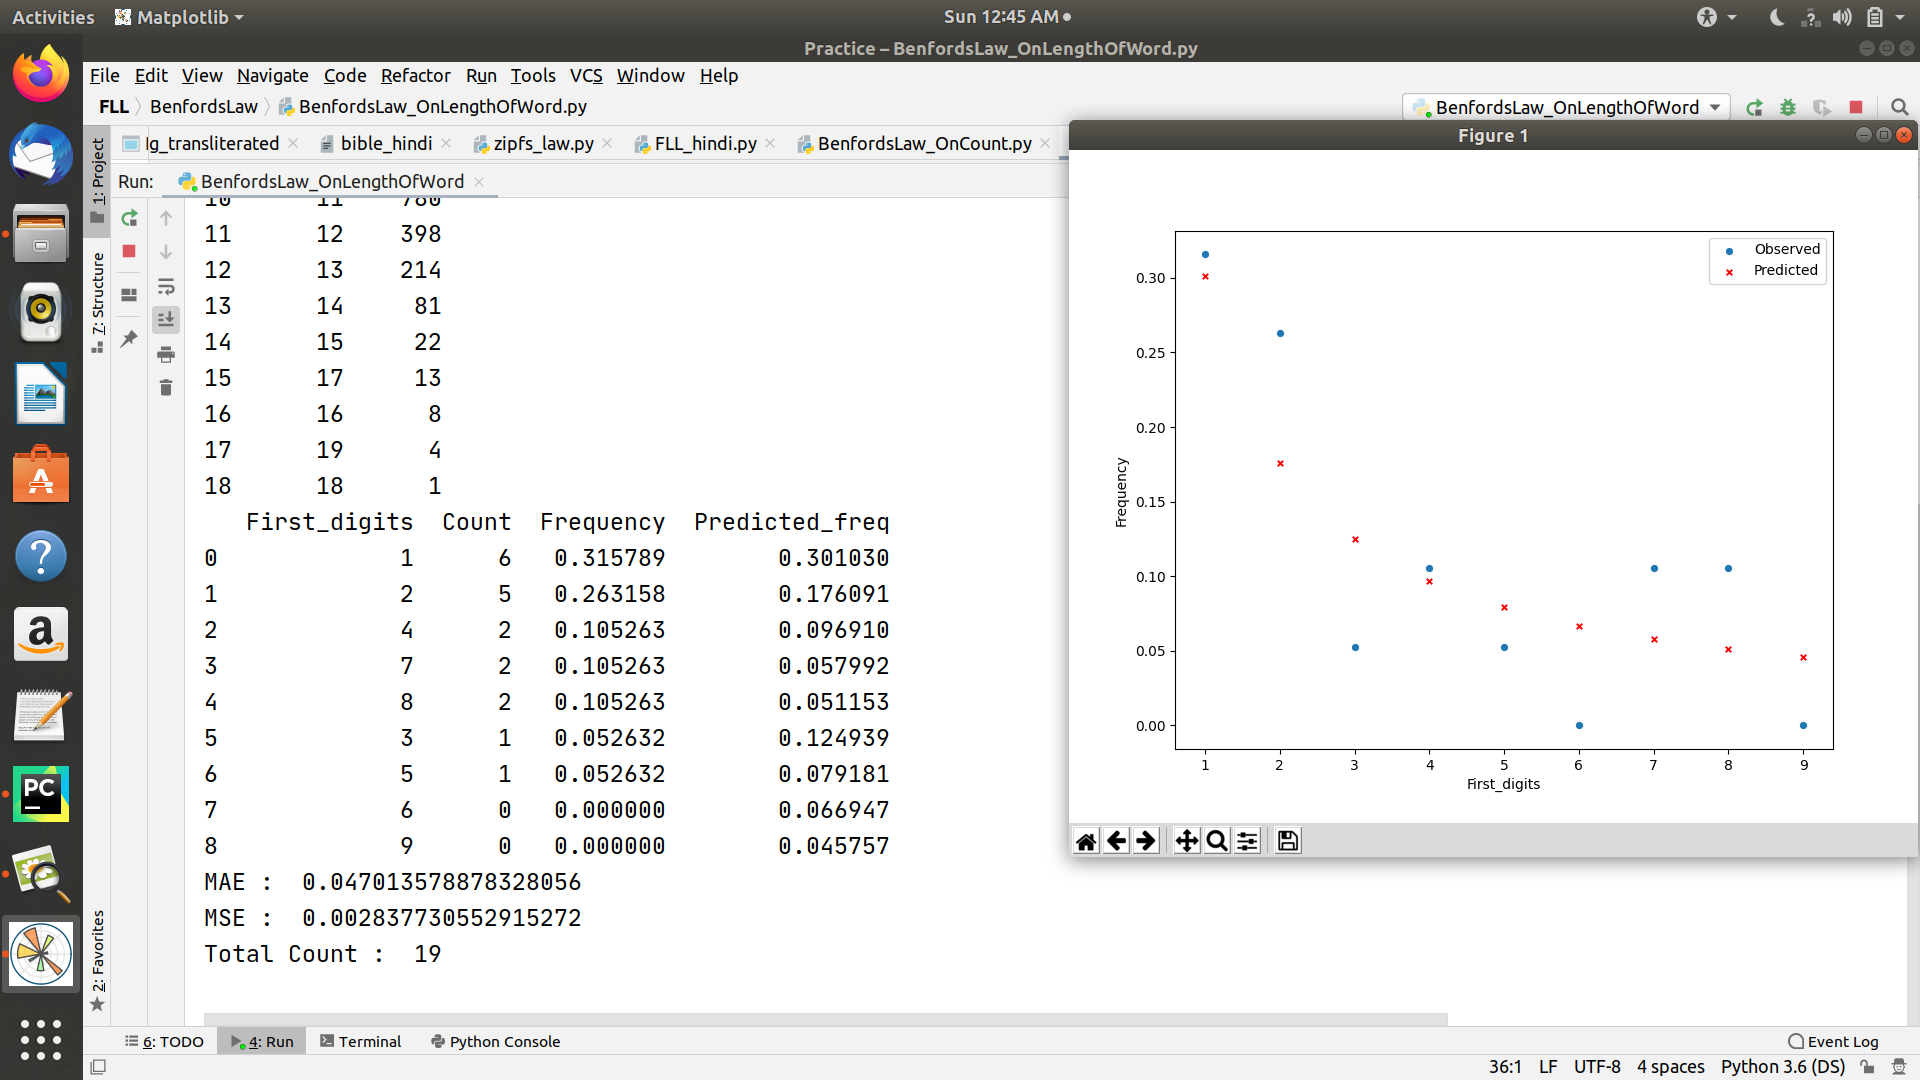 Activities Matplotlib Sun 12:45 AM
Practice – BenfordsLaw_OnLengthOfWord.py
File Edit View Navigate Code Refactor Run Tools VCS Window Help
FLL BenfordsLaw BenfordsLaw_OnLengthOfWord.py BenfordsLaw_OnLengthOfWord
lg_transliterated bible_hindi zipfs_law.py FLL_hindi.py BenfordsLaw_OnCount.py
Run: BenfordsLaw_OnLengthOfWord
1: Project
7: Structure
2: Favorites
10 11 780
11 12 398
12 13 214
13 14 81
14 15 22
15 17 13
16 16 8
17 19 4
18 18 1
First_digits Count Frequency Predicted_freq
0 1 6 0.315789 0.301030
1 2 5 0.263158 0.176091
2 4 2 0.105263 0.096910
3 7 2 0.105263 0.057992
4 8 2 0.105263 0.051153
5 3 1 0.052632 0.124939
6 5 1 0.052632 0.079181
7 6 0 0.000000 0.066947
8 9 0 0.000000 0.045757
MAE : 0.047013578878328056
MSE : 0.002837730552915272
Total Count : 19
Figure 1
Observed
Predicted
0.30
0.25
0.20
0.15
0.10
0.05
0.00
Frequency
1 2 3 4 5 6 7 8 9
First_digits
6: TODO 4: Run Terminal Python Console Event Log
36:1 LF UTF-8 4 spaces Python 3.6 (DS)
PC